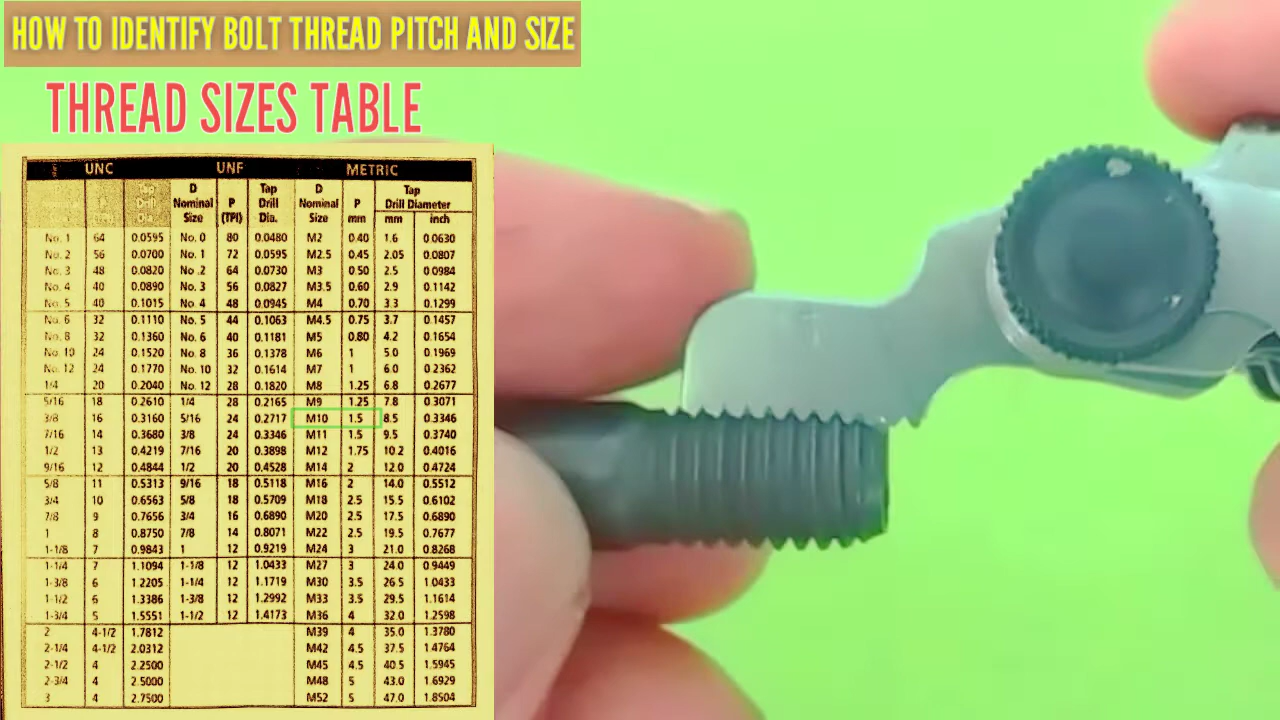 HOW TO IDENTIFY BOLT THREAD PITCH AND SIZE
THREAD SIZES TABLE
UNC UNF METRIC
Tap Drill Dia. D Nominal Size P (TPI) Tap Drill Dia. D Nominal Size P mm Tap Drill Diameter mm inch
No. 1 64 0.0595 No. 0 80 0.0480 M2 0.40 1.6 0.0630
No. 2 56 0.0700 No. 1 72 0.0595 M2.5 0.45 2.05 0.0807
No. 3 48 0.0820 No .2 64 0.0730 M3 0.50 2.5 0.0984
No. 4 40 0.0890 No. 3 56 0.0827 M3.5 0.60 2.9 0.1142
No. 5 40 0.1015 No. 4 48 0.0945 M4 0.70 3.3 0.1299
No. 6 32 0.1110 No. 5 44 0.1063 M4.5 0.75 3.7 0.1457
No. 8 32 0.1360 No. 6 40 0.1181 M5 0.80 4.2 0.1654
No. 10 24 0.1520 No. 8 36 0.1378 M6 1 5.0 0.1969
No. 12 24 0.1770 No. 10 32 0.1614 M7 1 6.0 0.2362
1/4 20 0.2040 No. 12 28 0.1820 M8 1.25 6.8 0.2677
5/16 18 0.2610 1/4 28 0.2165 M9 1.25 7.8 0.3071
3/8 16 0.3160 5/16 24 0.2717 M10 1.5 8.5 0.3346
7/16 14 0.3680 3/8 24 0.3346 M11 1.5 9.5 0.3740
1/2 13 0.4219 7/16 20 0.3898 M12 1.75 10.2 0.4016
9/16 12 0.4844 1/2 20 0.4528 M14 2 12.0 0.4724
5/8 11 0.5313 9/16 18 0.5118 M16 2 14.0 0.5512
3/4 10 0.6563 5/8 18 0.5709 M18 2.5 15.5 0.6102
7/8 9 0.7656 3/4 16 0.6890 M20 2.5 17.5 0.6890
1 8 0.8750 7/8 14 0.8071 M22 2.5 19.5 0.7677
1-1/8 7 0.9843 1 12 0.9219 M24 3 21.0 0.8268
1-1/4 7 1.1094 1-1/8 12 1.0433 M27 3 24.0 0.9449
1-3/8 6 1.2205 1-1/4 12 1.1719 M30 3.5 26.5 1.0433
1-1/2 6 1.3386 1-3/8 12 1.2992 M33 3.5 29.5 1.1614
1-3/4 5 1.5551 1-1/2 12 1.4173 M36 4 32.0 1.2598
2 4-1/2 1.7812 M39 4 35.0 1.3780
2-1/4 4-1/2 2.0312 M42 4.5 37.5 1.4764
2-1/2 4 2.2500 M45 4.5 40.5 1.5945
2-3/4 4 2.5000 M48 5 43.0 1.6929
3 4 2.7500 M52 5 47.0 1.8504